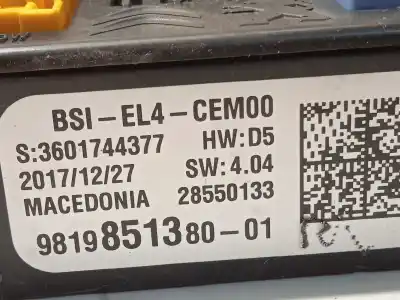 BSI-EL4-CEM00
S:3601744377 HW:D5
2017/12/27 SW: 4.04
MACEDONIA 28550133
9819851380-01